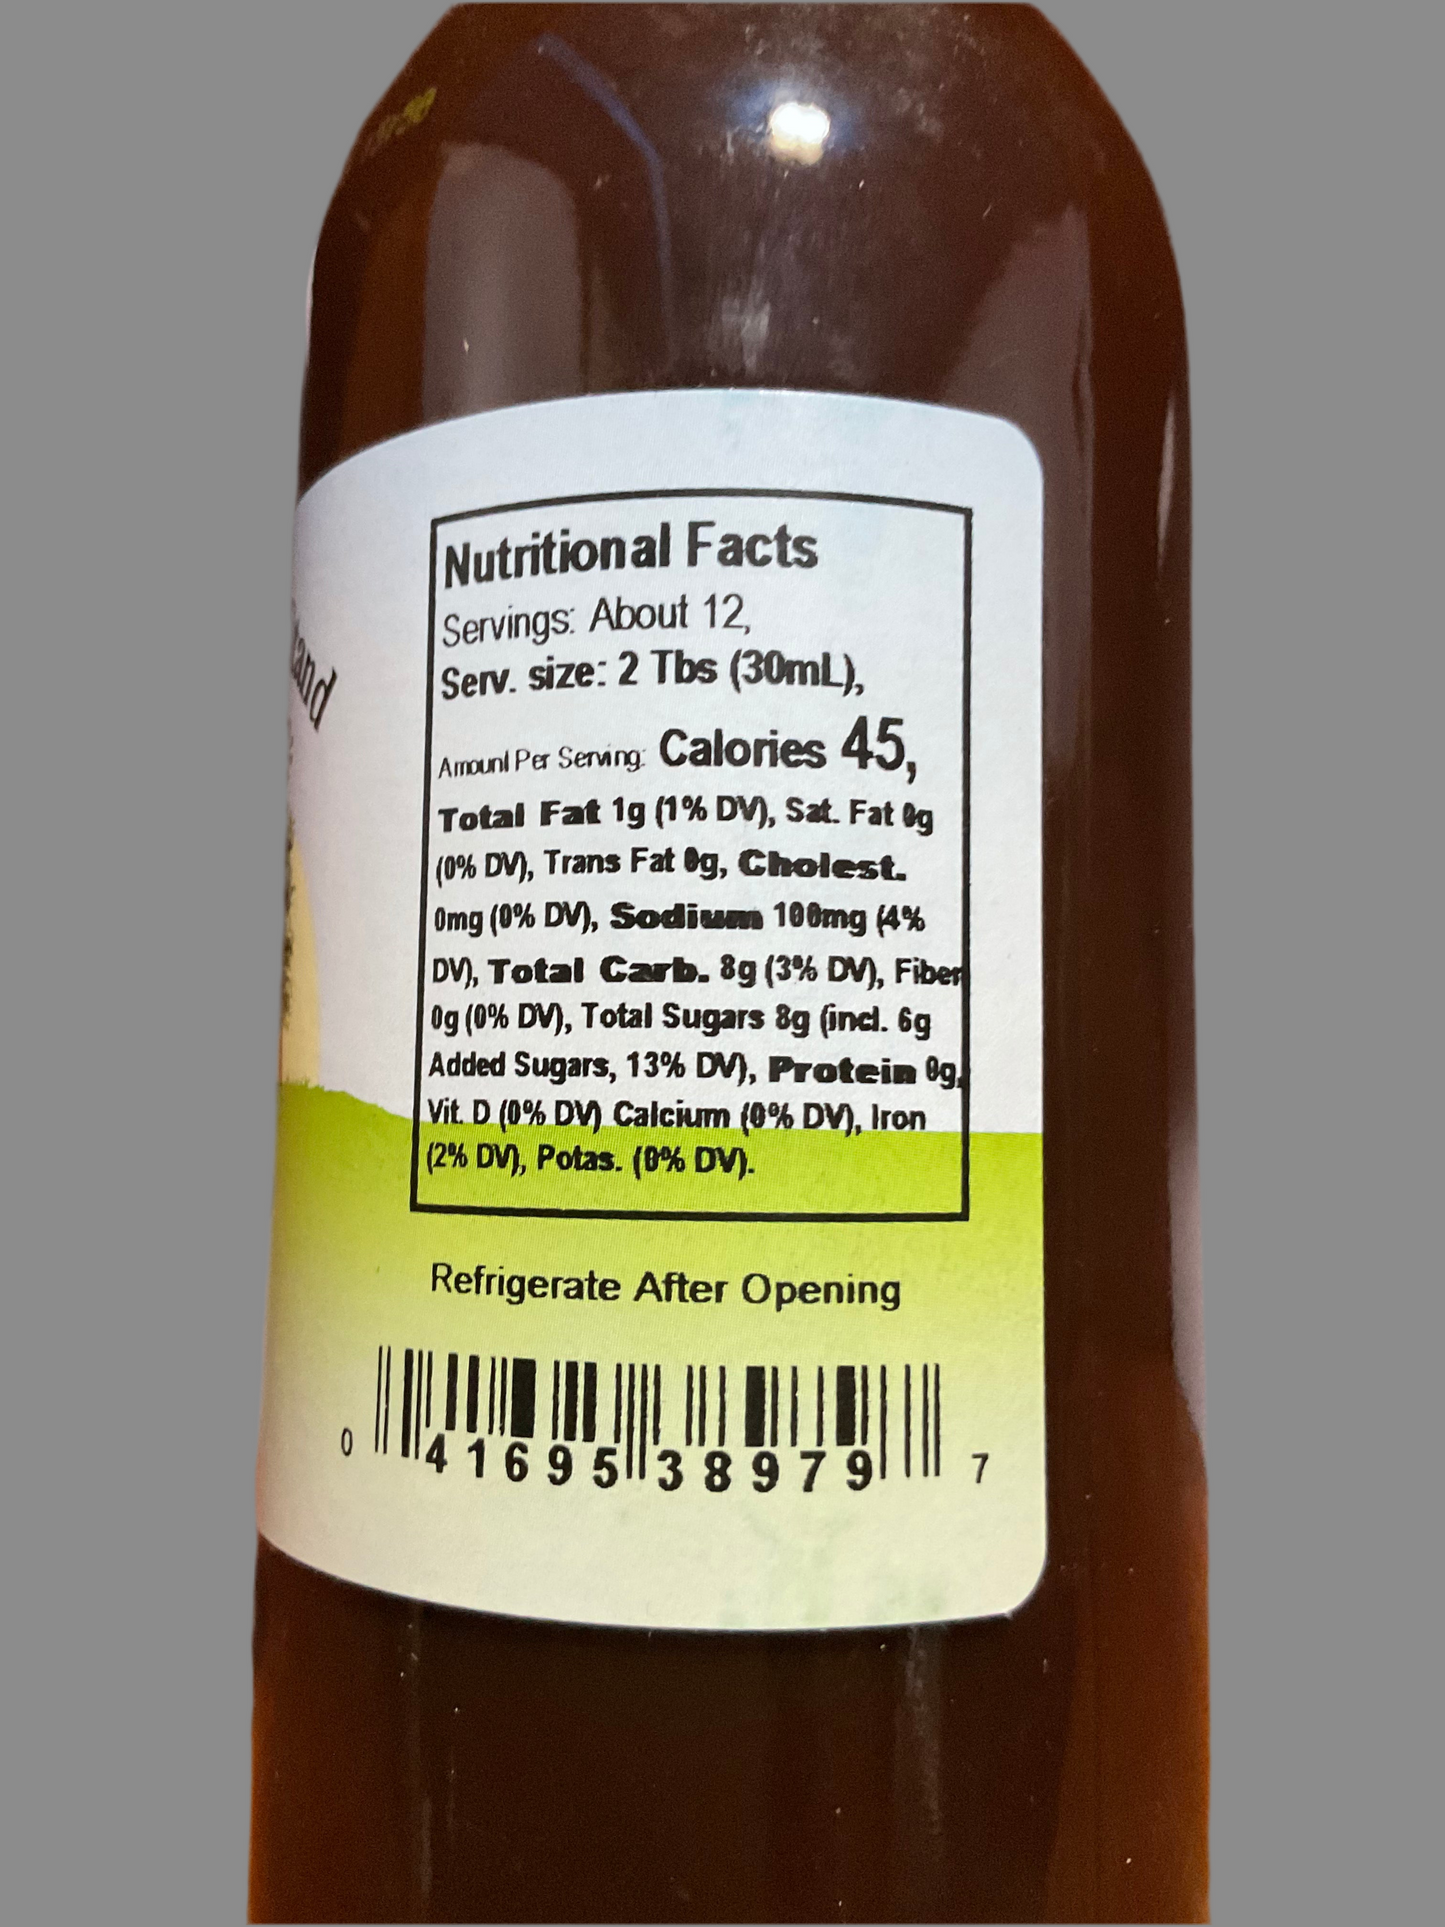 and
Nutritional Facts
Servings: About 12,
Serv. size: 2 Tbs (30mL),
Amount Per Serving: Calories 45,
Total Fat 1g (1% DV), Sat. Fat 0g
(0% DV), Trans Fat 0g, Cholest.
0mg (0% DV), Sodium 100mg (4%
DV), Total Carb. 8g (3% DV), Fiber
0g (0% DV), Total Sugars 8g (incl. 6g
Added Sugars, 13% DV), Protein 0g,
Vit. D (0% DV) Calcium (0% DV), Iron
(2% DV), Potas. (0% DV).
Refrigerate After Opening
0 41695 38979 7